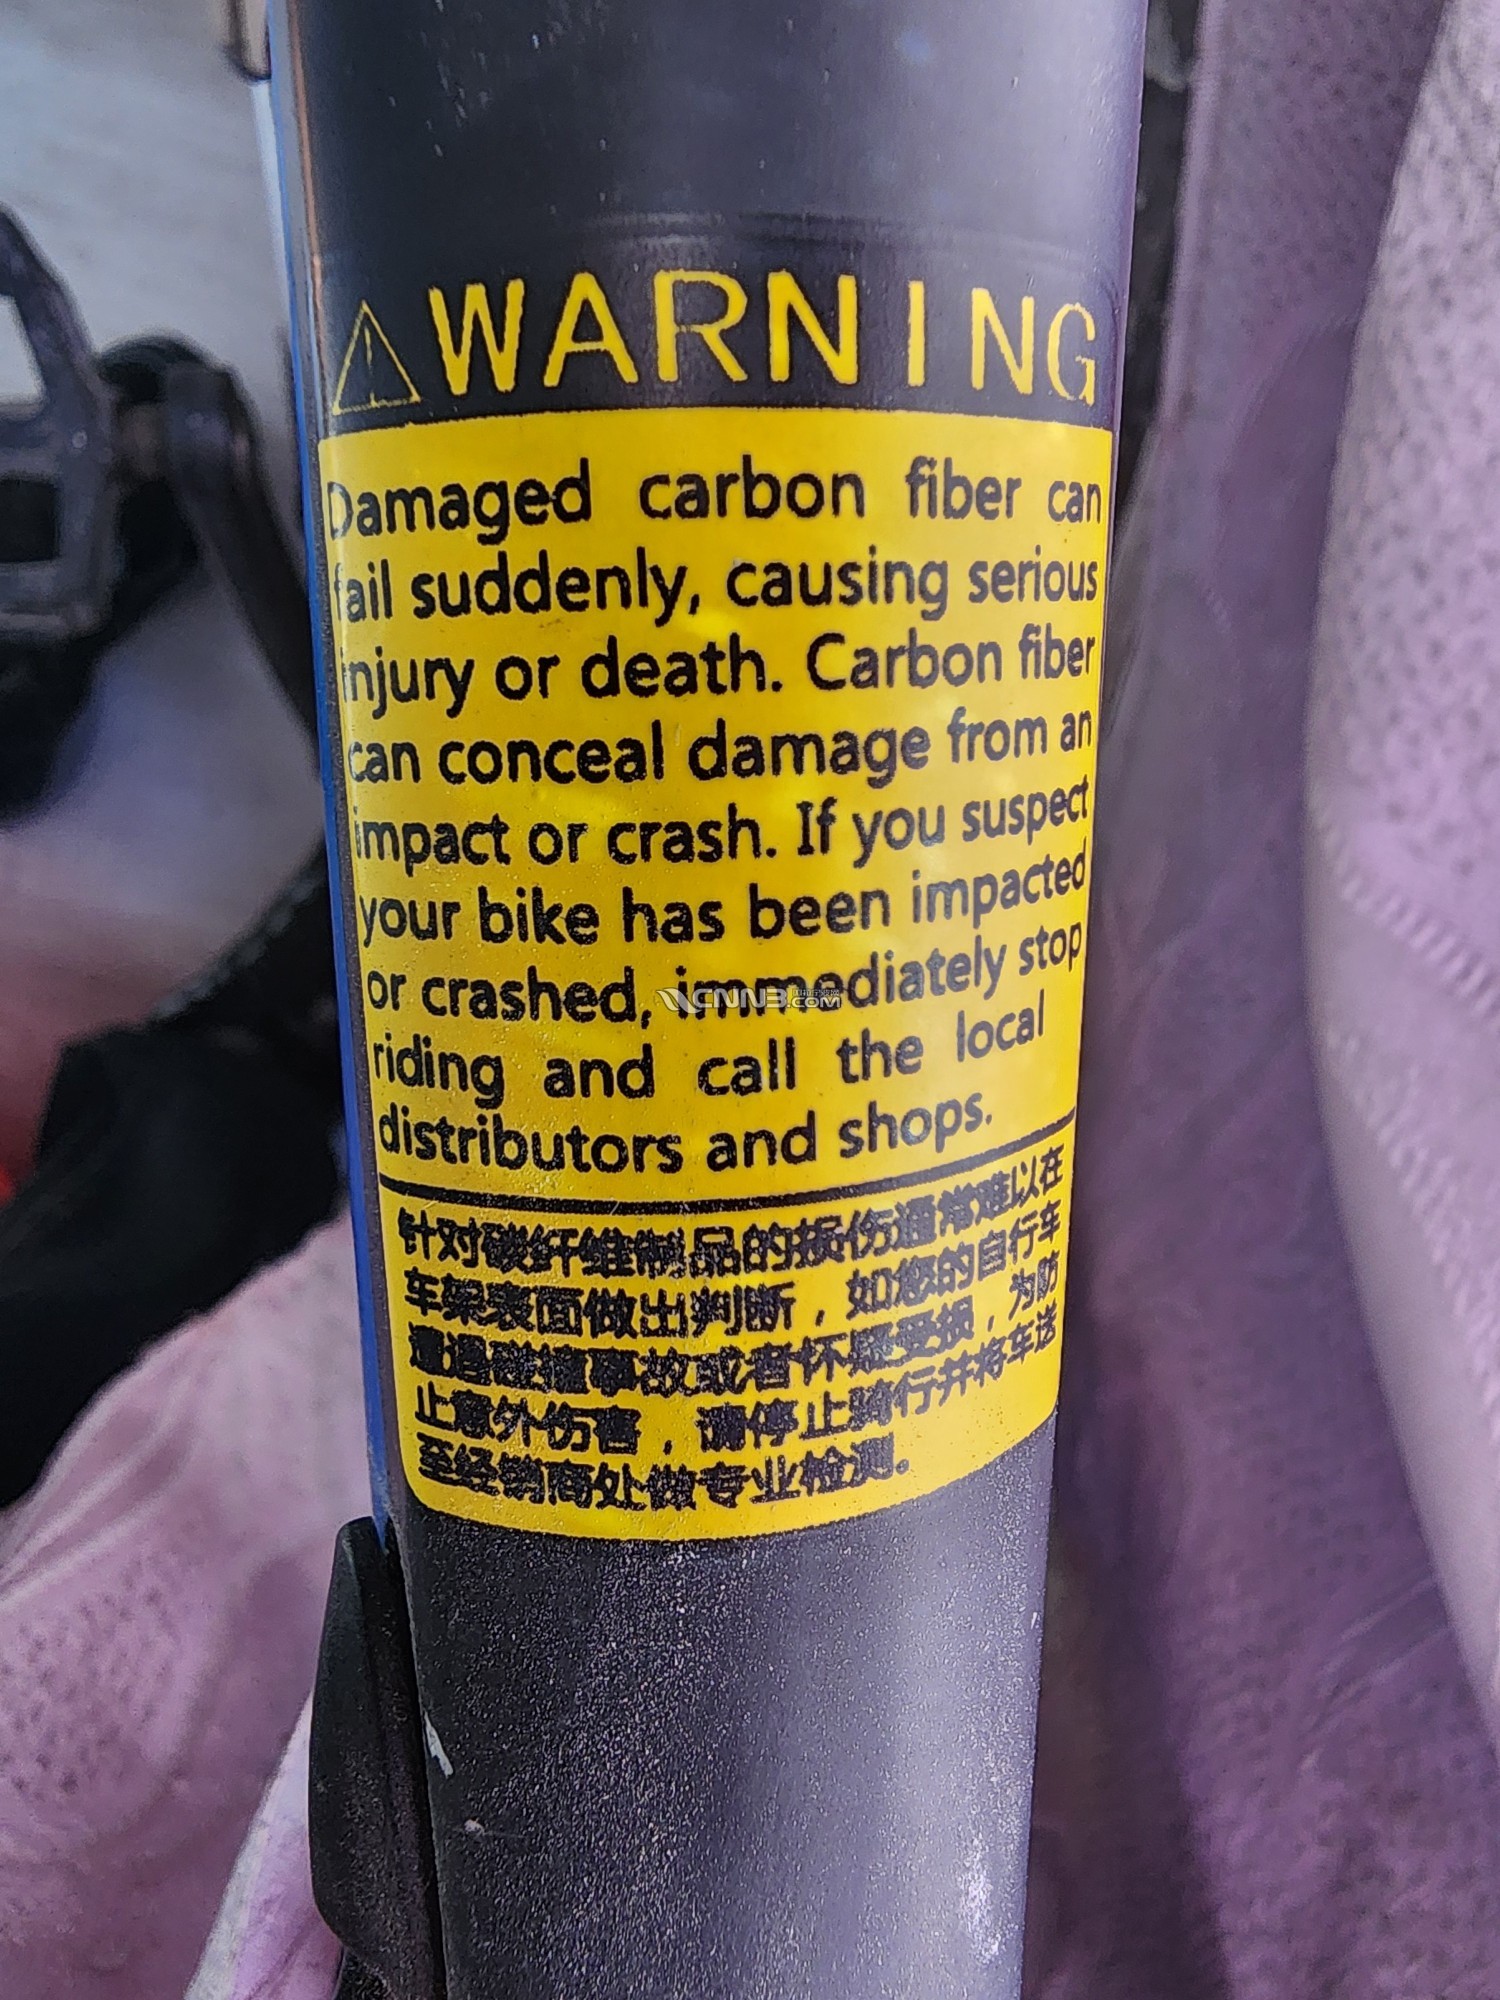 WARNING
Damaged carbon fiber can
fail suddenly, causing serious
injury or death. Carbon fiber
can conceal damage from an
impact or crash. If you suspect
your bike has been impacted
or crashed, immediately stop
riding and call the local
distributors and shops.
针对碳纤维制品的损伤通常难以在
车架表面做出判断，如您的自行车
遭遇碰撞事故或者怀疑受损，为防
止意外伤害，请停止骑行并将车送
至经销商处做专业检测。
CNN3.COM